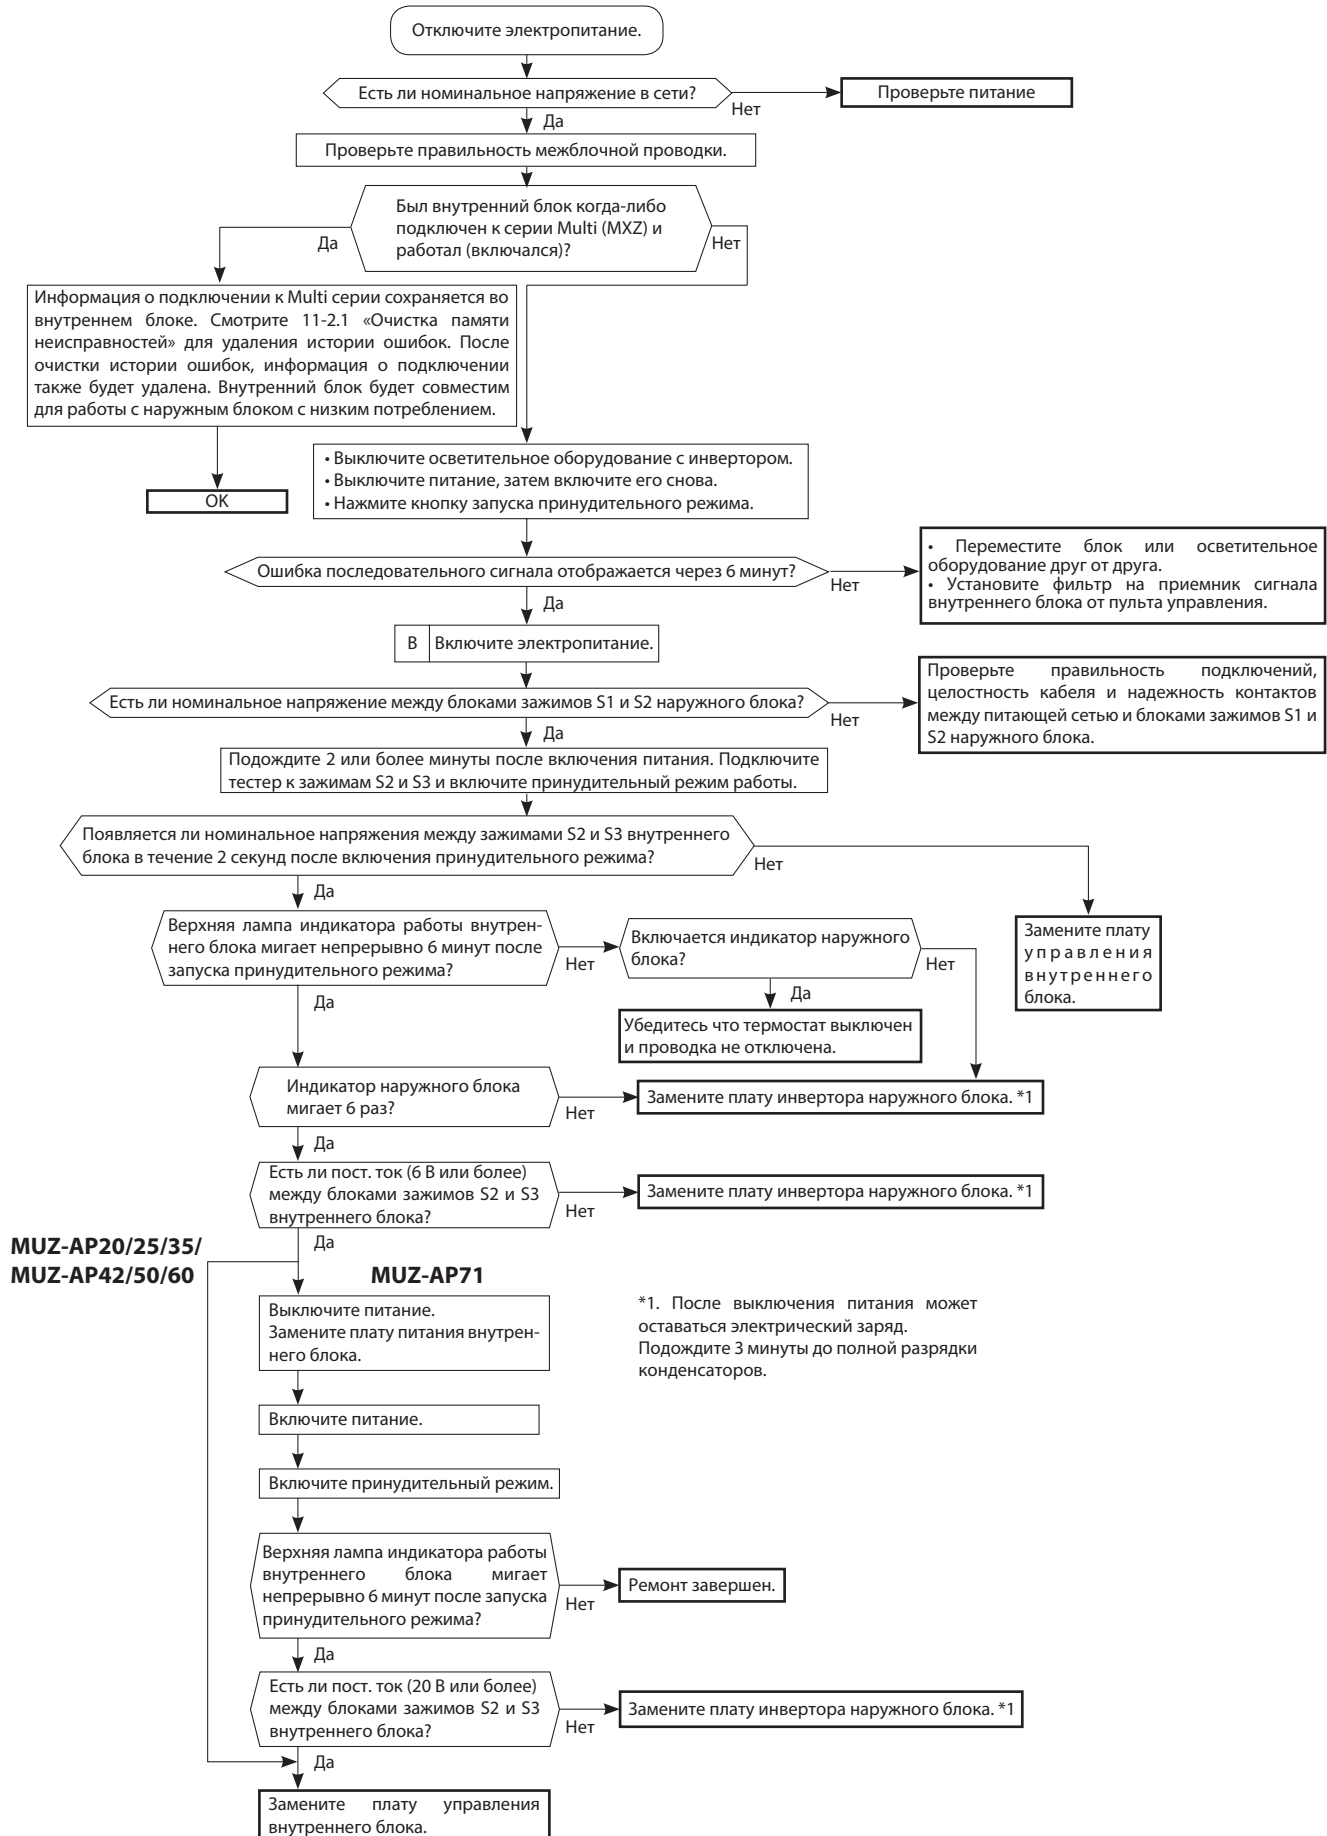 Отключите электропитание.
Есть ли номинальное напряжение в сети?
Нет
Проверьте питание
Да
Проверьте правильность межблочной проводки.
Был внутренний блок когда-либо
подключен к серии Multi (MXZ) и
работал (включался)?
Да
Нет
Информация о подключении к Multi серии сохраняется во
внутреннем блоке. Смотрите 11-2.1 «Очистка памяти
неисправностей» для удаления истории ошибок. После
очистки истории ошибок, информация о подключении
также будет удалена. Внутренний блок будет совместим
для работы с наружным блоком с низким потреблением.
OK
• Выключите осветительное оборудование с инвертором.
• Выключите питание, затем включите его снова.
• Нажмите кнопку запуска принудительного режима.
Ошибка последовательного сигнала отображается через 6 минут?
Нет
• Переместите блок или осветительное
оборудование друг от друга.
• Установите фильтр на приемник сигнала
внутреннего блока от пульта управления.
Да
B Включите электропитание.
Есть ли номинальное напряжение между блоками зажимов S1 и S2 наружного блока?
Нет
Проверьте правильность подключений,
целостность кабеля и надежность контактов
между питающей сетью и блоками зажимов S1 и
S2 наружного блока.
Да
Подождите 2 или более минуты после включения питания. Подключите
тестер к зажимам S2 и S3 и включите принудительный режим работы.
Появляется ли номинальное напряжения между зажимами S2 и S3 внутреннего
блока в течение 2 секунд после включения принудительного режима?
Нет
Да
Замените плату
управления
внутреннего
блока.
Верхняя лампа индикатора работы внутрен-
него блока мигает непрерывно 6 минут после
запуска принудительного режима?
Нет
Включается индикатор наружного
блока?
Нет
Да
Да
Убедитесь что термостат выключен
и проводка не отключена.
Индикатор наружного блока
мигает 6 раз?
Нет
Замените плату инвертора наружного блока. *1
Да
Есть ли пост. ток (6 В или более)
между блоками зажимов S2 и S3
внутреннего блока?
Нет
Замените плату инвертора наружного блока. *1
Да
MUZ-AP20/25/35/
MUZ-AP42/50/60
MUZ-AP71
Выключите питание.
Замените плату питания внутрен-
него блока.
*1. После выключения питания может
оставаться электрический заряд.
Подождите 3 минуты до полной разрядки
конденсаторов.
Включите питание.
Включите принудительный режим.
Верхняя лампа индикатора работы
внутреннего блока мигает
непрерывно 6 минут после запуска
принудительного режима?
Нет
Ремонт завершен.
Да
Есть ли пост. ток (20 В или более)
между блоками зажимов S2 и S3
внутреннего блока?
Нет
Замените плату инвертора наружного блока. *1
Да
Замените плату управления
внутреннего блока.